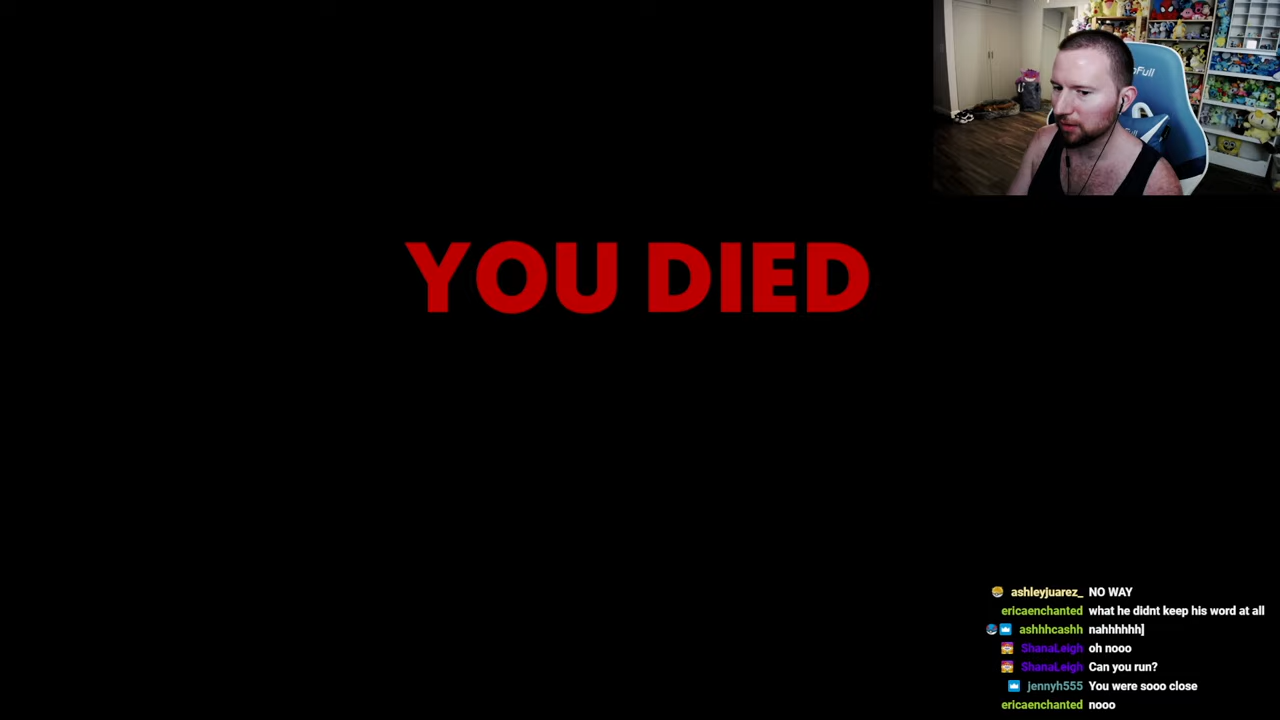 YOU DIED
ashleyjuarez_ NO WAY
ericaenchanted what he didnt keep his word at all
ashhhcashh nahhhhhh]
ShanaLeigh oh nooo
ShanaLeigh Can you run?
jennyh555 You were sooo close
ericaenchanted nooo